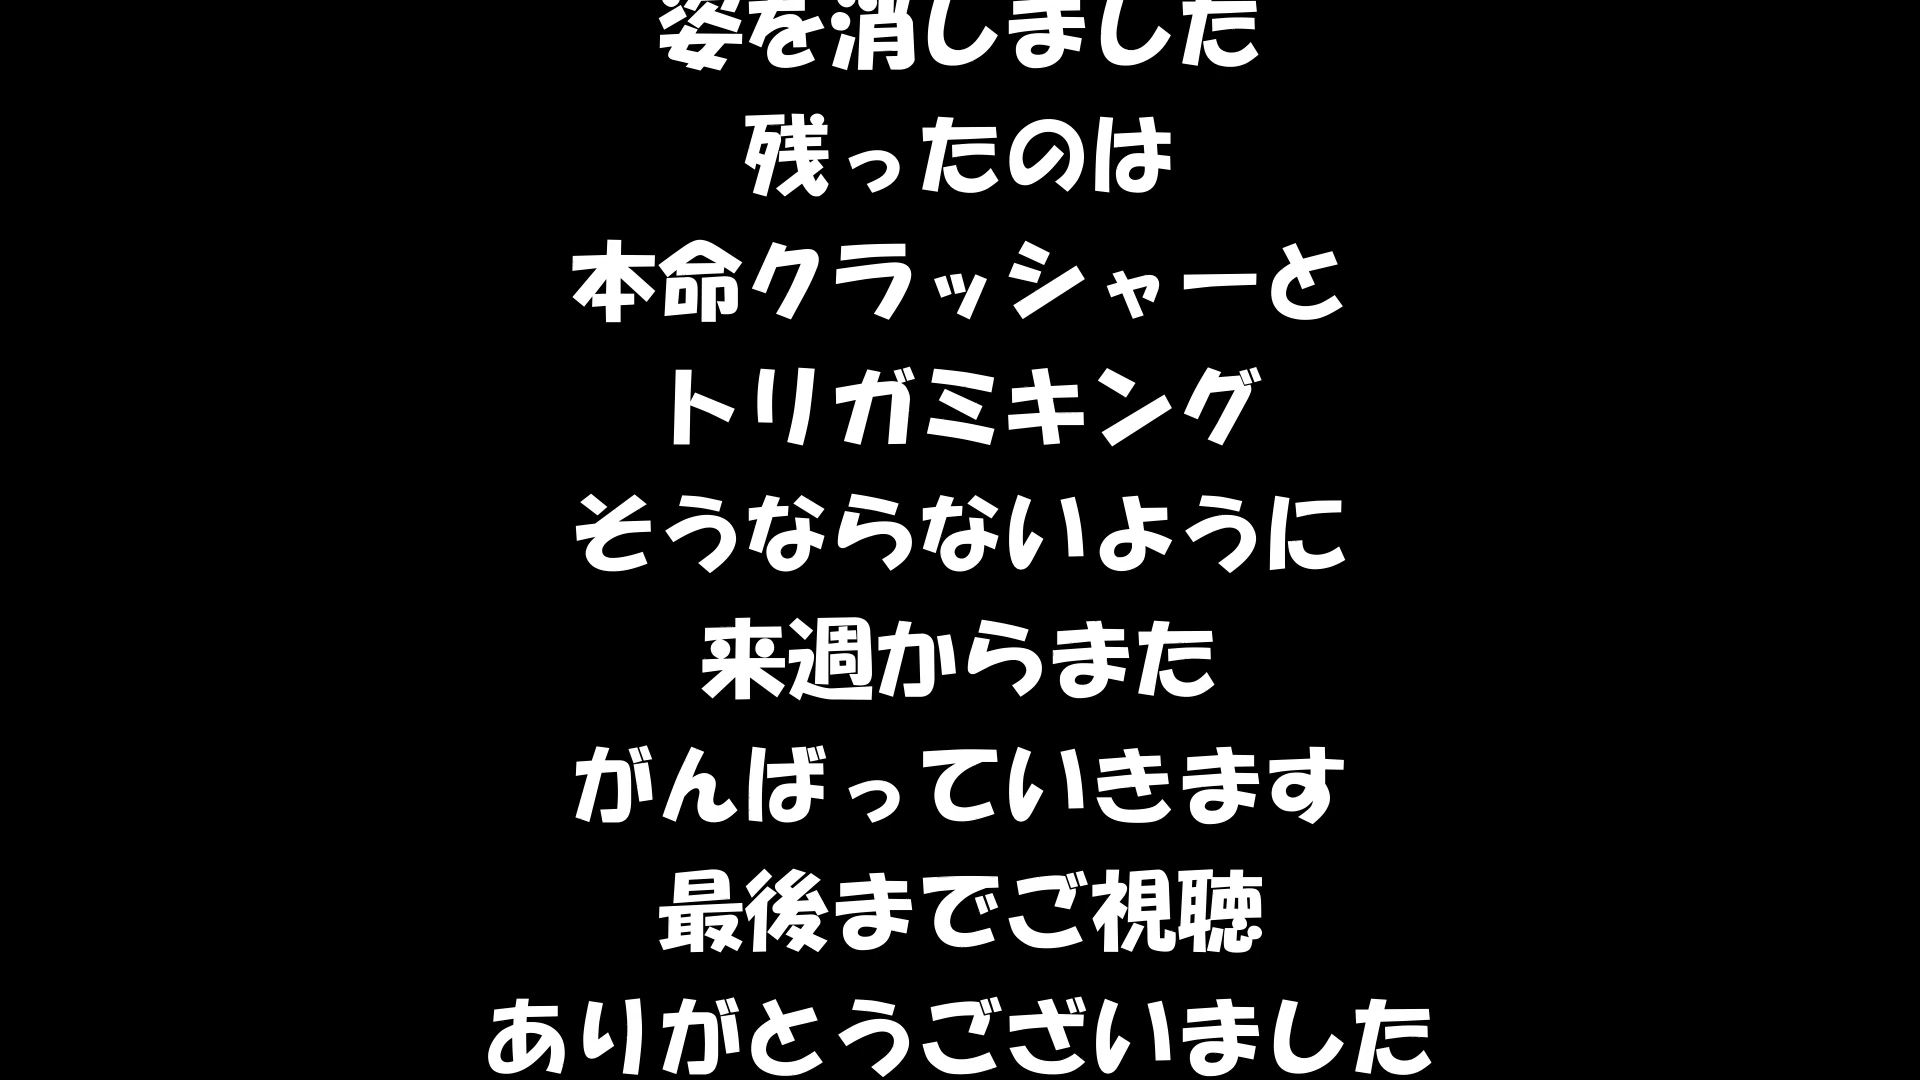 姿を消しました
残ったのは
本命クラッシャーと
トリガミキング
そうならないように
来週からまた
がんばっていきます
最後までご視聴
ありがとうございました